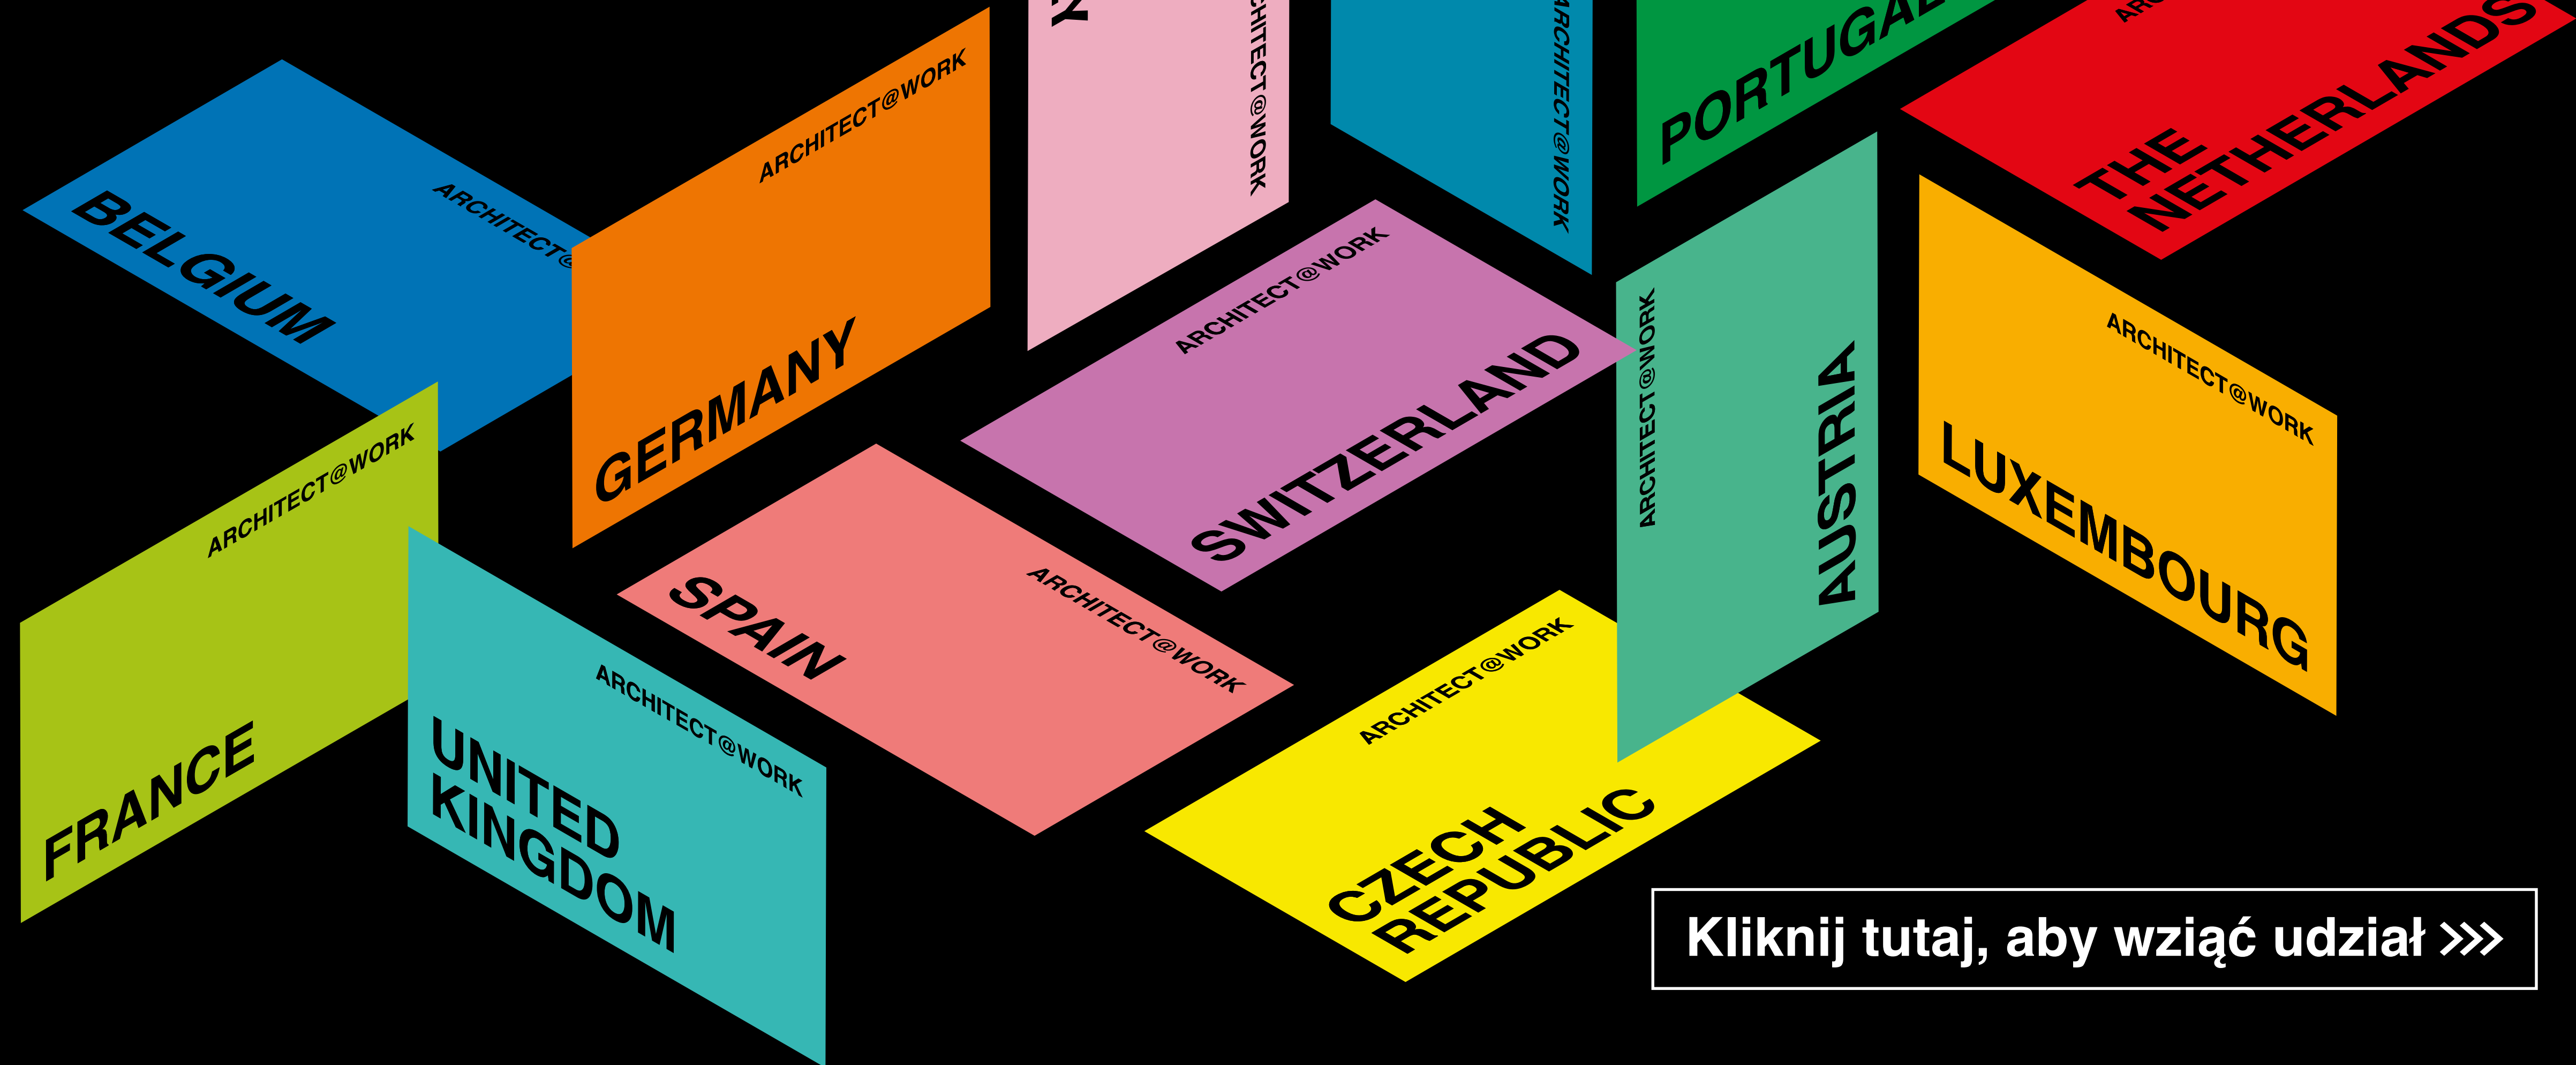 BELGIUM
ARCHITECT@
GERMANY
ARCHITECT@WORK
Y
ARCHITECT@WORK
PORTUGAL
THE
NETHERLANDS
FRANCE
ARCHITECT@WORK
UNITED
KINGDOM
ARCHITECT@WORK
SPAIN
ARCHITECT@WORK
SWITZERLAND
ARCHITECT@WORK
CZECH
REPUBLIC
ARCHITECT@WORK
AUSTRIA
ARCHITECT@WORK
LUXEMBOURG
ARCHITECT@WORK
CHITECT@WORK
Kliknij tutaj, aby wziąć udział >>>